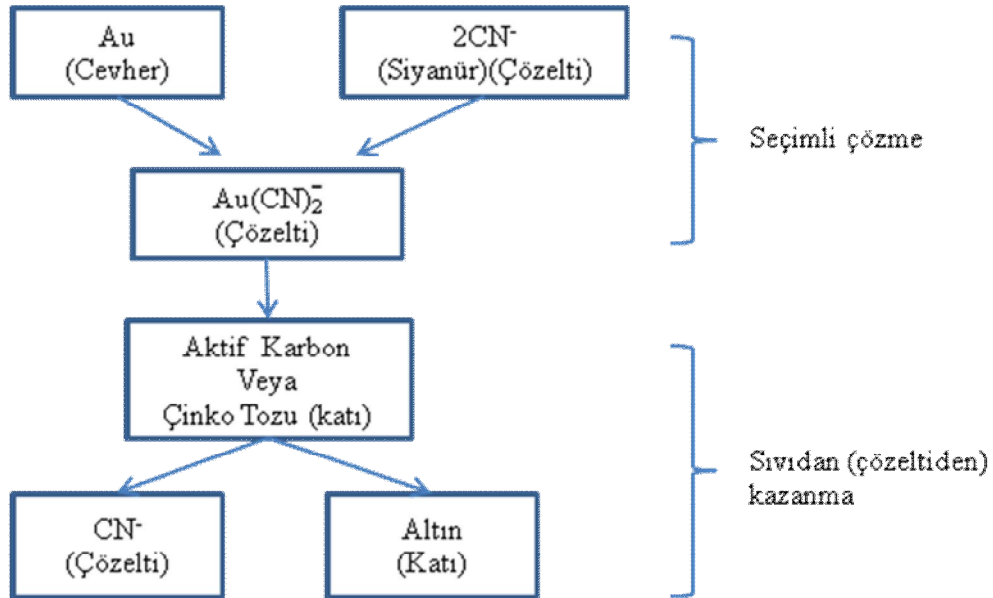 Au
(Cevher)
2CN⁻
(Siyanür)(Çözelti)
Seçimli çözme
Au(CN)₂⁻
(Çözelti)
Aktif Karbon
Veya
Çinko Tozu (katı)
Sıvıdan (çözeltiden)
kazanma
CN⁻
(Çözelti)
Altın
(Katı)